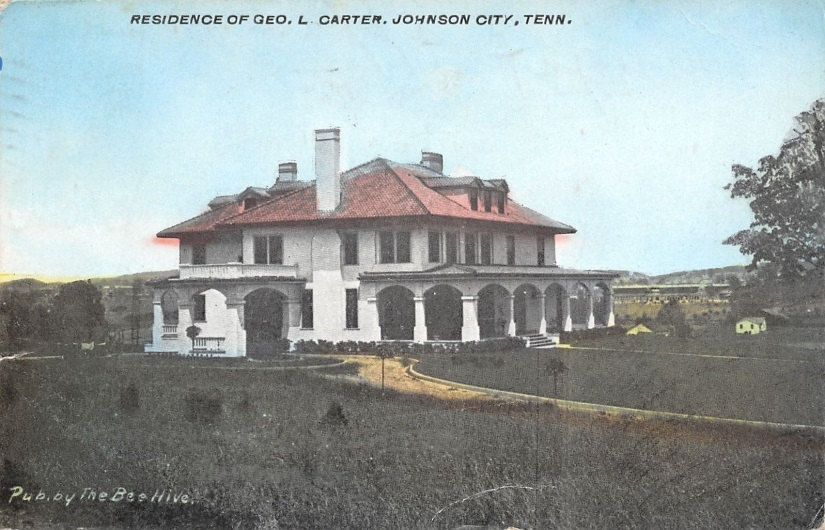 RESIDENCE OF GEO. L. CARTER. JOHNSON CITY, TENN.
Pub. by The Bee Hive.